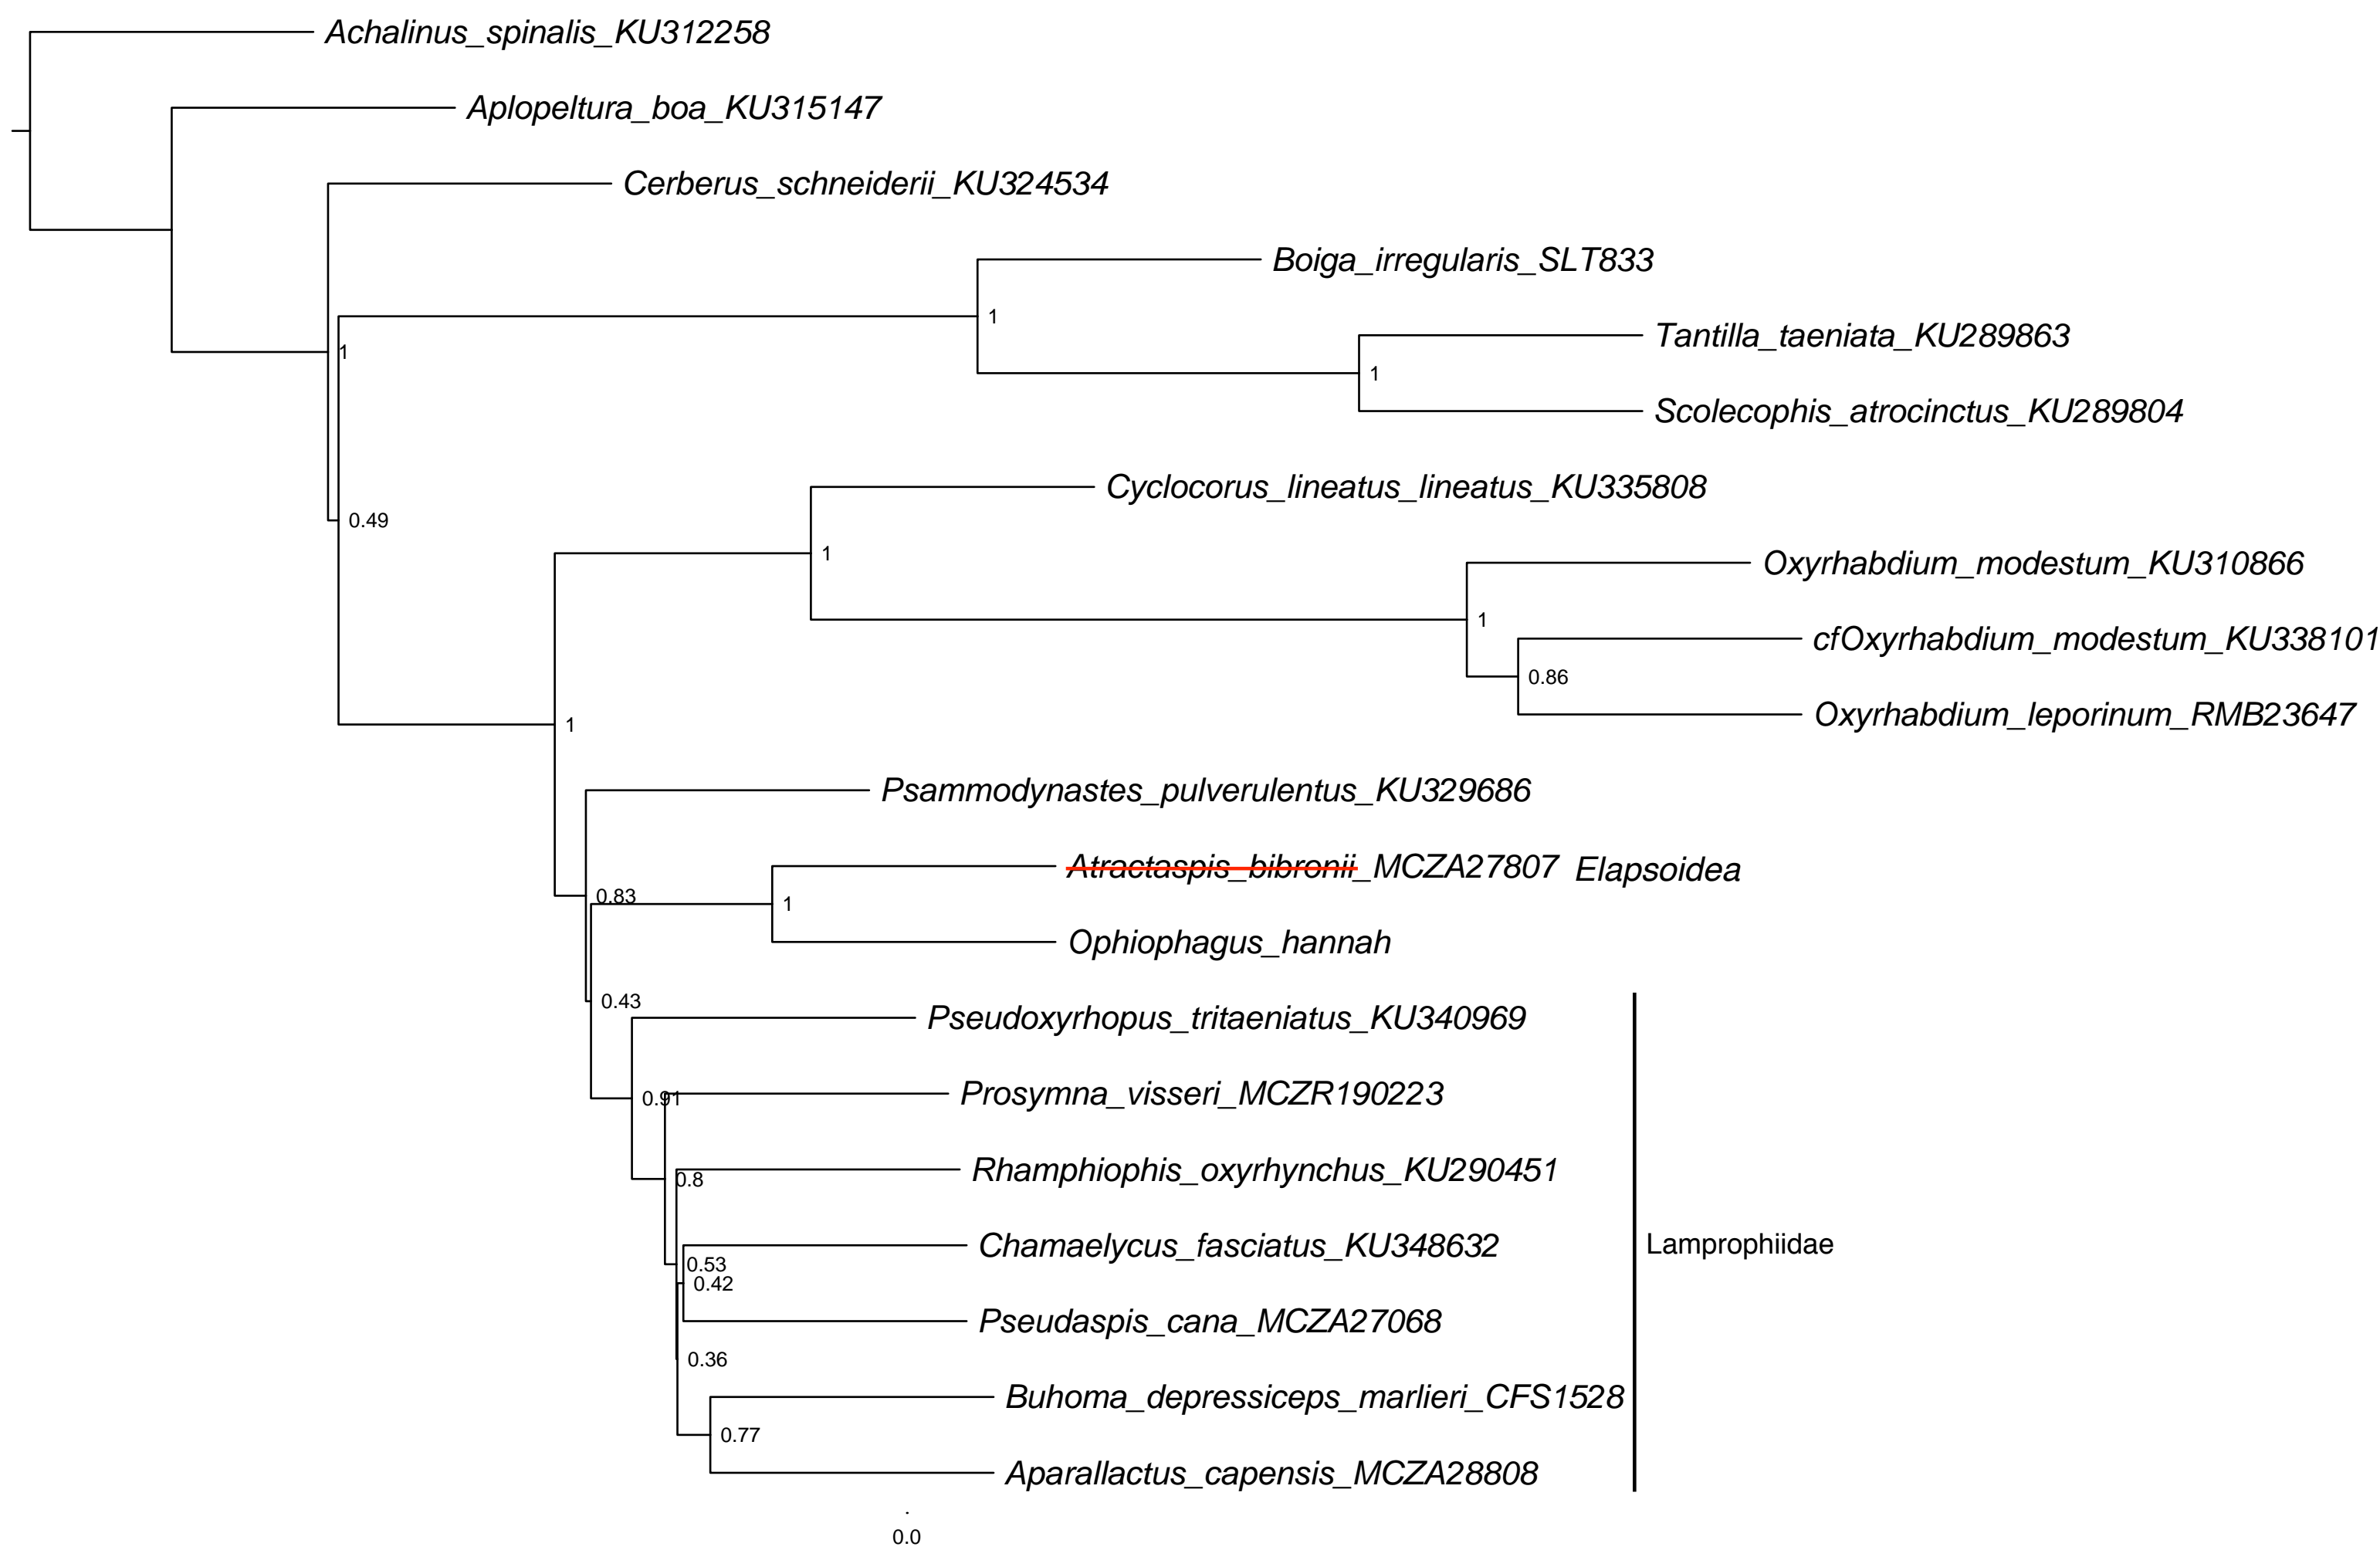 Achalinus_spinalis_KU312258
Aplopeltura_boa_KU315147
Cerberus_schneiderii_KU324534
Boiga_irregularis_SLT833
1
Tantilla_taeniata_KU289863
1
1
Scolecophis_atrocinctus_KU289804
Cyclocorus_lineatus_lineatus_KU335808
0.49
1
Oxyrhabdium_modestum_KU310866
1
cfOxyrhabdium_modestum_KU338101
0.86
Oxyrhabdium_leporinum_RMB23647
1
Psammodynastes_pulverulentus_KU329686
Atractaspis_bibronii_MCZA27807 Elapsoidea
0.83
1
Ophiophagus_hannah
0.43
Pseudoxyrhopus_tritaeniatus_KU340969
Prosymna_visseri_MCZR190223
0.91
Rhamphiophis_oxyrhynchus_KU290451
0.8
Chamaelycus_fasciatus_KU348632
Lamprophiidae
0.53
0.42
Pseudaspis_cana_MCZA27068
0.36
Buhoma_depressiceps_marlieri_CFS1528
0.77
Aparallactus_capensis_MCZA28808
0.0